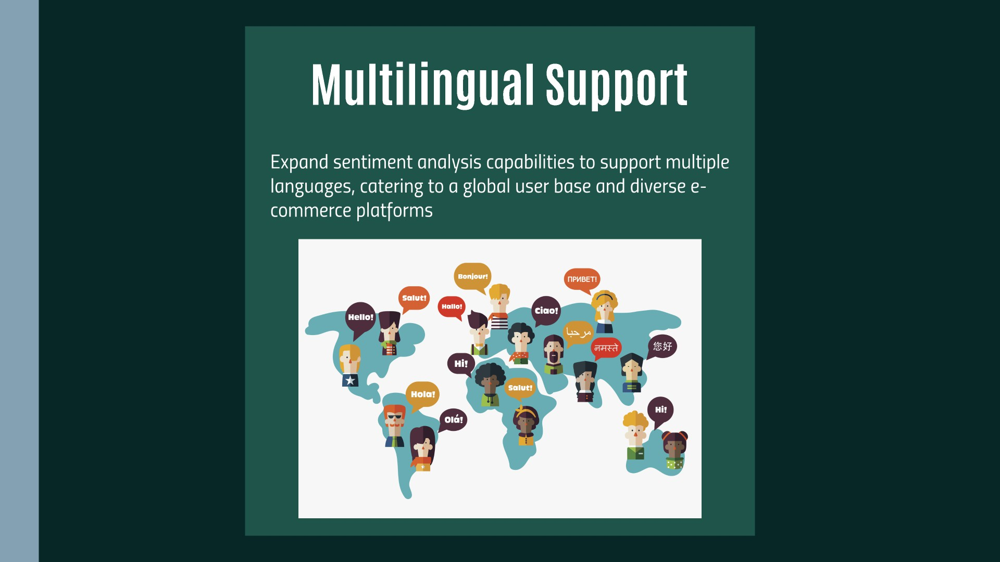 Multilingual Support
Expand sentiment analysis capabilities to support multiple
languages, catering to a global user base and diverse e-
commerce platforms
Bonjour!
ПРИВЕТ!
Salut!
Hallo!
Ciao!
Hello!
مرحبا
नमस्ते
您好
Hi!
Salut!
Hola!
Hi!
Olá!